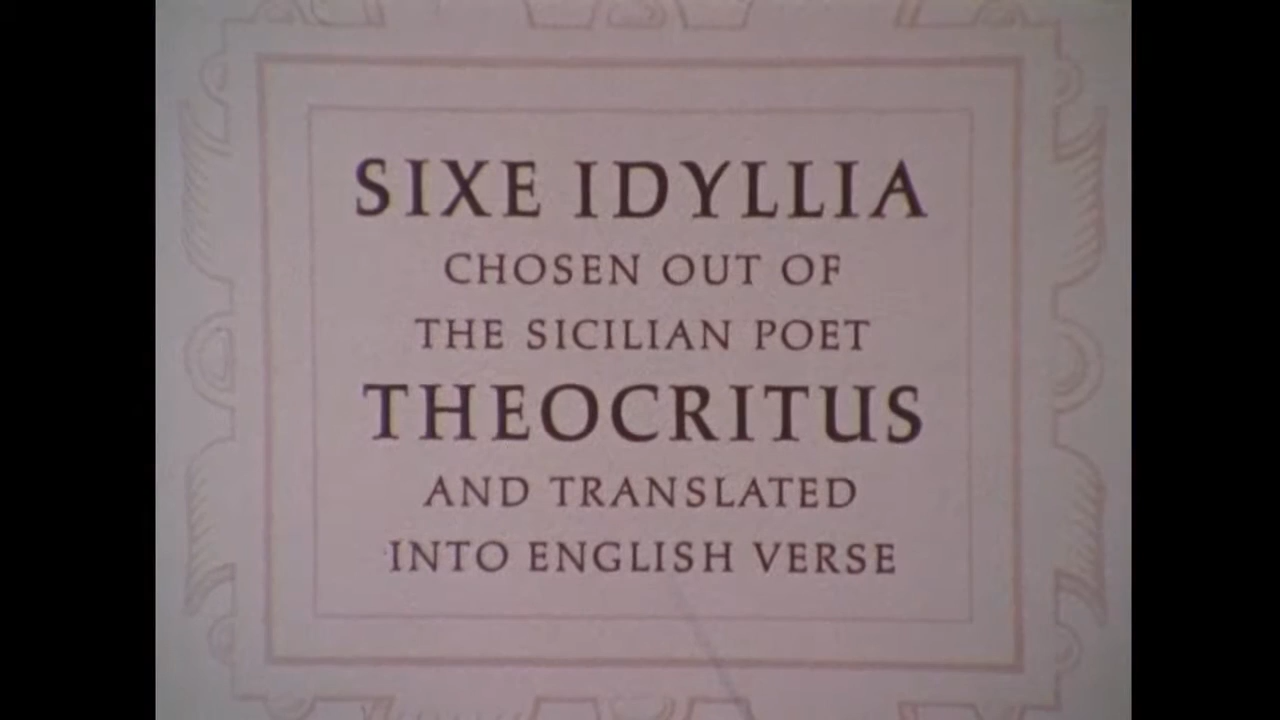 SIXE IDYLLIA
CHOSEN OUT OF
THE SICILIAN POET
THEOCRITUS
AND TRANSLATED
INTO ENGLISH VERSE